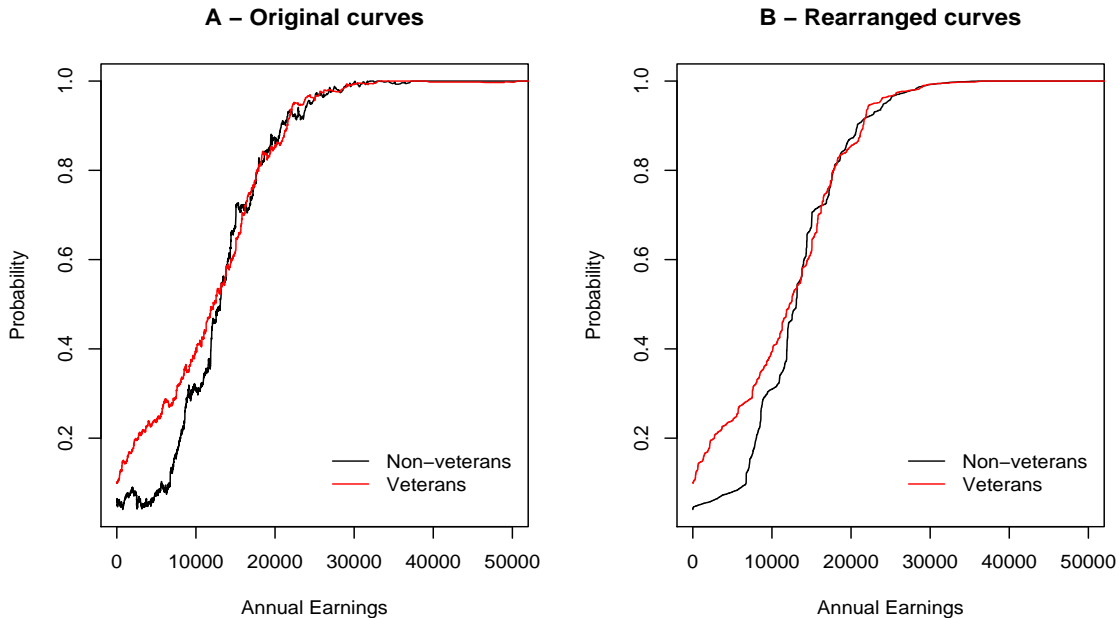 A – Original curves
Probability
1.0
0.8
0.6
0.4
0.2
Non−veterans
Veterans
0 10000 20000 30000 40000 50000
Annual Earnings
B – Rearranged curves
Probability
1.0
0.8
0.6
0.4
0.2
Non−veterans
Veterans
0 10000 20000 30000 40000 50000
Annual Earnings